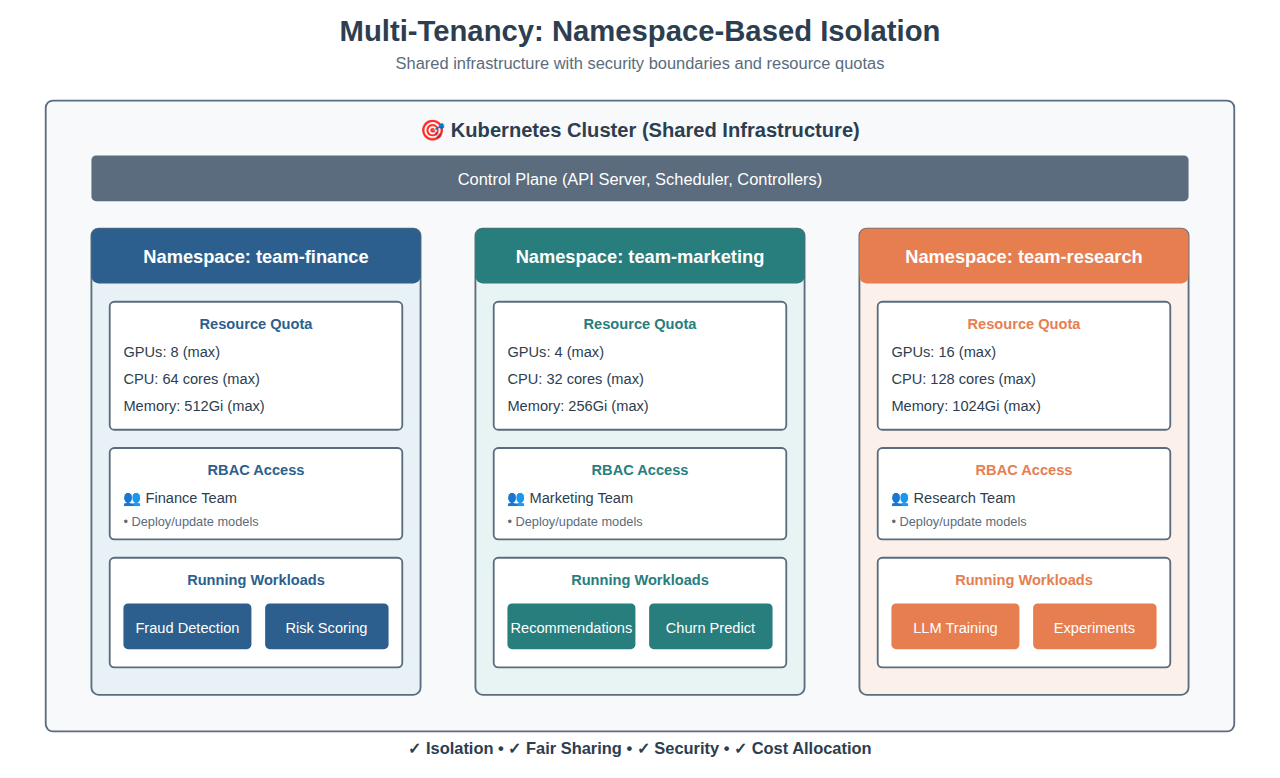 Multi-Tenancy: Namespace-Based Isolation
Shared infrastructure with security boundaries and resource quotas
🎯 Kubernetes Cluster (Shared Infrastructure)
Control Plane (API Server, Scheduler, Controllers)
Namespace: team-finance
Resource Quota
GPUs: 8 (max)
CPU: 64 cores (max)
Memory: 512Gi (max)
RBAC Access
👥 Finance Team
• Deploy/update models
Running Workloads
Fraud Detection
Risk Scoring
Namespace: team-marketing
Resource Quota
GPUs: 4 (max)
CPU: 32 cores (max)
Memory: 256Gi (max)
RBAC Access
👥 Marketing Team
• Deploy/update models
Running Workloads
Recommendations
Churn Predict
Namespace: team-research
Resource Quota
GPUs: 16 (max)
CPU: 128 cores (max)
Memory: 1024Gi (max)
RBAC Access
👥 Research Team
• Deploy/update models
Running Workloads
LLM Training
Experiments
✓ Isolation • ✓ Fair Sharing • ✓ Security • ✓ Cost Allocation